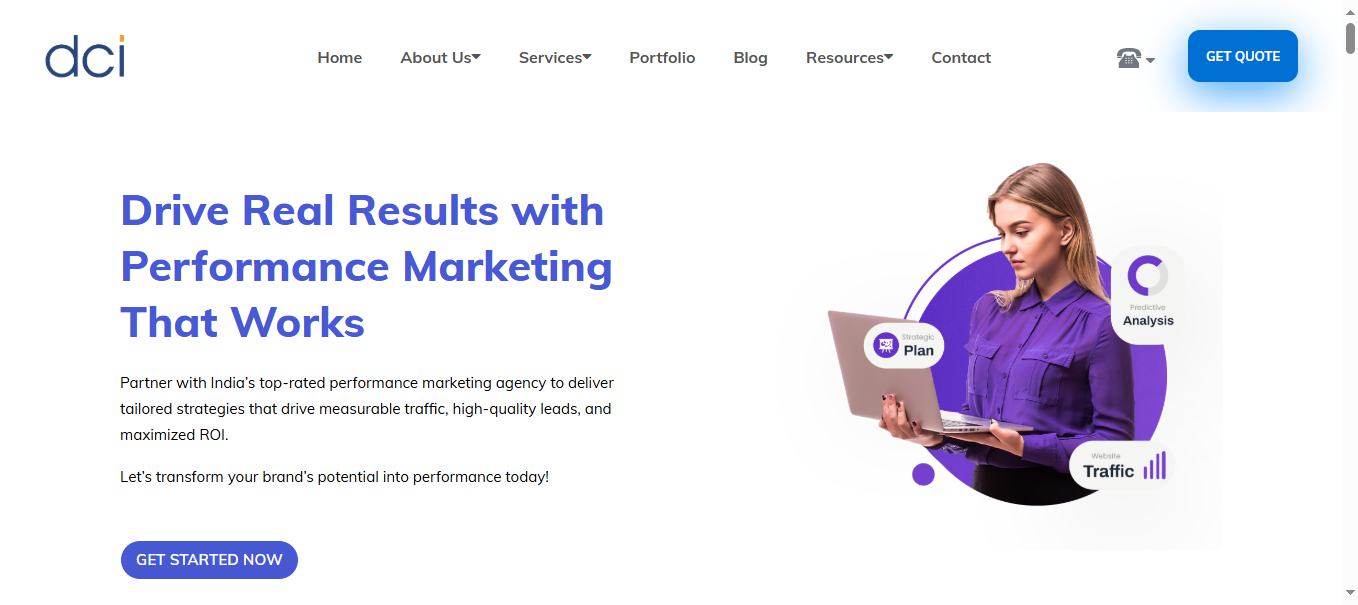 dci
Home
About Us
Services
Portfolio
Blog
Resources
Contact
GET QUOTE
Drive Real Results with
Performance Marketing
That Works
Partner with India’s top-rated performance marketing agency to deliver
tailored strategies that drive measurable traffic, high-quality leads, and
maximized ROI.
Let’s transform your brand’s potential into performance today!
GET STARTED NOW
Strategic
Plan
Predictive
Analysis
Website
Traffic